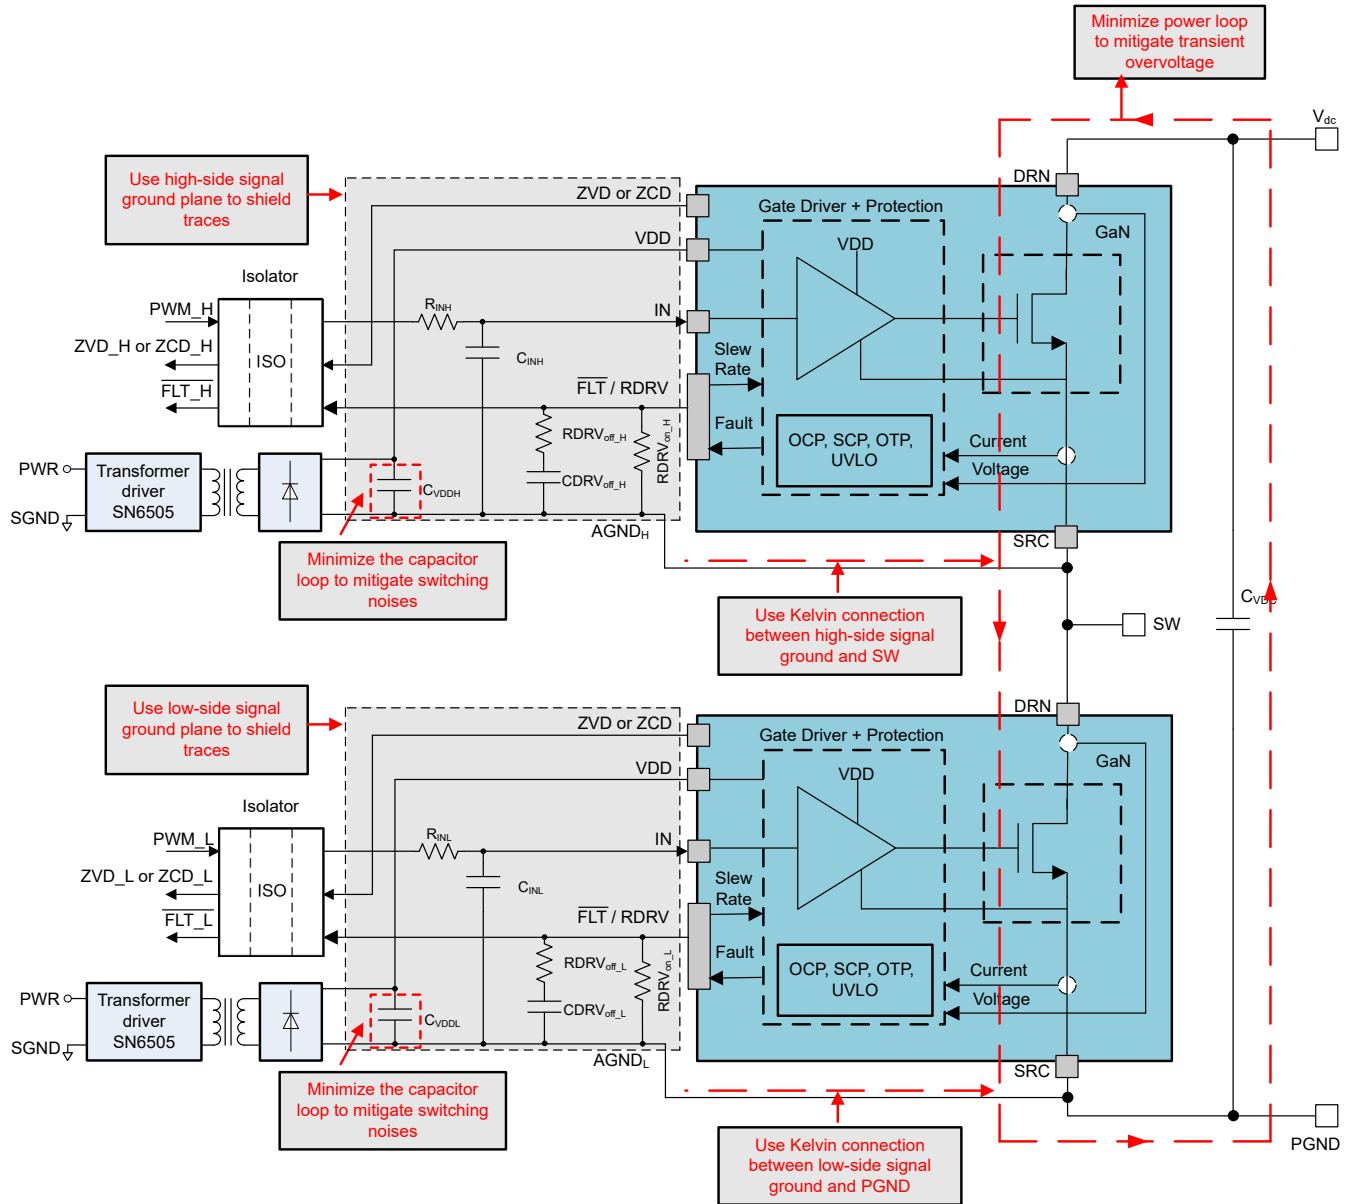 Minimize power loop
to mitigate transient
overvoltage
Vdc
Use high-side signal
ground plane to shield
traces
ZVD or ZCD
DRN
Gate Driver + Protection
GaN
VDD
VDD
Isolator
PWM_H
RINH
IN
ZVD_H or ZCD_H
ISO
CINH
Slew
Rate
FLT_H
FLT / RDRV
Fault
RDRVoff_H
RDRVon_H
OCP, SCP, OTP,
UVLO
Current
Voltage
PWR
Transformer
driver
SN6505
CVDDH
CDRVoff_H
SGND
AGNDH
SRC
Minimize the capacitor
loop to mitigate switching
noises
Use Kelvin connection
between high-side signal
ground and SW
SW
CVDC
Use low-side signal
ground plane to shield
traces
ZVD or ZCD
DRN
Gate Driver + Protection
GaN
VDD
VDD
Isolator
PWM_L
RINL
IN
ZVD_L or ZCD_L
ISO
CINL
Slew
Rate
FLT_L
FLT / RDRV
Fault
RDRVoff_L
RDRVon_L
OCP, SCP, OTP,
UVLO
Current
Voltage
PWR
Transformer
driver
SN6505
CVDDL
CDRVoff_L
SGND
AGNDL
SRC
Minimize the capacitor
loop to mitigate switching
noises
Use Kelvin connection
between low-side signal
ground and PGND
PGND